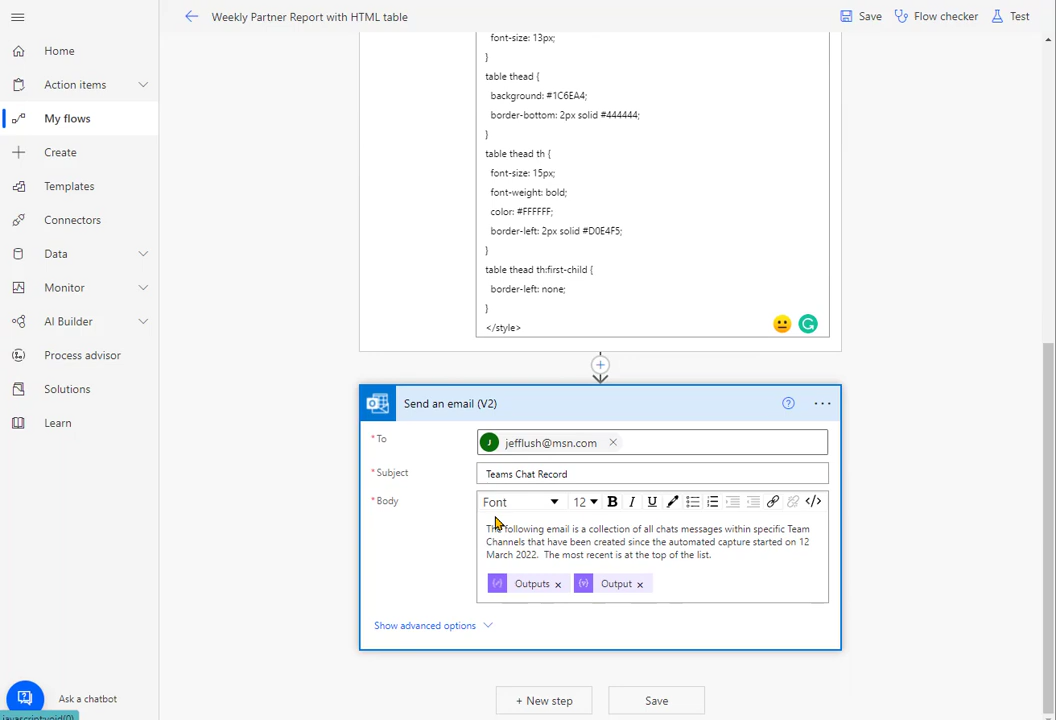 Weekly Partner Report with HTML table
Save
Flow checker
Test
Home
Action items
My flows
Create
Templates
Connectors
Data
Monitor
AI Builder
Process advisor
Solutions
Learn
Ask a chatbot
javascript:void(0)
font-size: 13px;
}
table thead {
background: #1C6EA4;
border-bottom: 2px solid #444444;
}
table thead th {
font-size: 15px;
font-weight: bold;
color: #FFFFFF;
border-left: 2px solid #D0E4F5;
}
table thead th:first-child {
border-left: none;
}
</style>
Send an email (V2)
* To
J jefflush@msn.com
* Subject
Teams Chat Record
* Body
Font 12 B I U </>
The following email is a collection of all chats messages within specific Team
Channels that have been created since the automated capture started on 12
March 2022. The most recent is at the top of the list.
Outputs × Output ×
Show advanced options
+ New step
Save